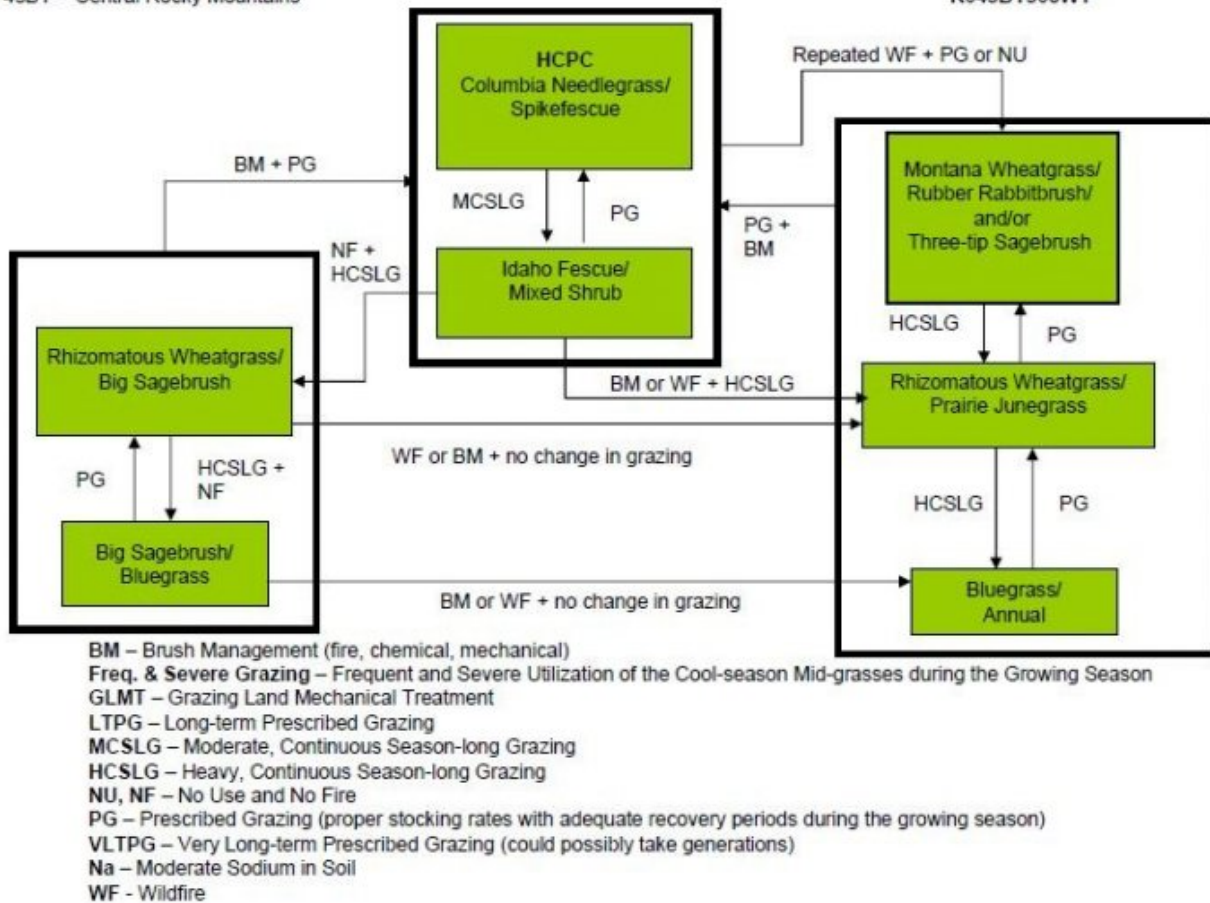 HCPC
Columbia Needlegrass/
Spikefescue
Repeated WF + PG or NU
BM + PG
MCSLG
PG
Montana Wheatgrass/
Rubber Rabbitbrush/
and/or
Three-tip Sagebrush
PG +
BM
NF +
HCSLG
Idaho Fescue/
Mixed Shrub
HCSLG
PG
Rhizomatous Wheatgrass/
Big Sagebrush
BM or WF + HCSLG
Rhizomatous Wheatgrass/
Prairie Junegrass
WF or BM + no change in grazing
PG
HCSLG +
NF
HCSLG
PG
Big Sagebrush/
Bluegrass
BM or WF + no change in grazing
Bluegrass/
Annual
BM – Brush Management (fire, chemical, mechanical)
Freq. & Severe Grazing – Frequent and Severe Utilization of the Cool-season Mid-grasses during the Growing Season
GLMT – Grazing Land Mechanical Treatment
LTPG – Long-term Prescribed Grazing
MCSLG – Moderate, Continuous Season-long Grazing
HCSLG – Heavy, Continuous Season-long Grazing
NU, NF – No Use and No Fire
PG – Prescribed Grazing (proper stocking rates with adequate recovery periods during the growing season)
VLTPG – Very Long-term Prescribed Grazing (could possibly take generations)
Na – Moderate Sodium in Soil
WF - Wildfire